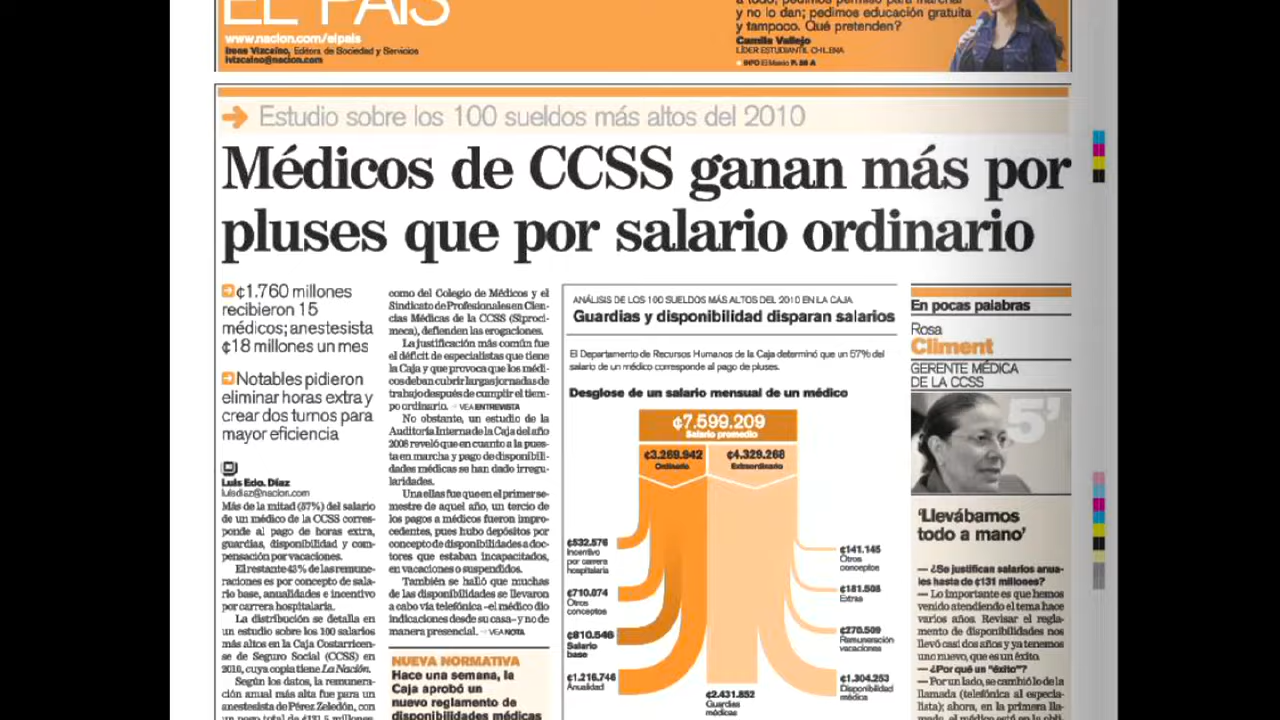 EL PAÍS
www.nacion.com/elpais
Irene Vizcaíno, Editora de Sociedad y Servicios
ivizcaino@nacion.com
y no lo dan; pedimos educación gratuita
y tampoco. Qué pretenden?
Camila Vallejo
LÍDER ESTUDIANTIL CHILENA
INFO El Mundo P. 28 A
Estudio sobre los 100 sueldos más altos del 2010
Médicos de CCSS ganan más por
pluses que por salario ordinario
¢1.760 millones
recibieron 15
médicos; anestesista
¢18 millones un mes
Notables pidieron
eliminar horas extra y
crear dos turnos para
mayor eficiencia
Luis Edo. Díaz
luisdiaz@nacion.com
Más de la mitad (57%) del salario
de un médico de la CCSS corres-
ponde al pago de horas extra,
guardias, disponibilidad y com-
pensación por vacaciones.
El restante 43% de las remune-
raciones es por concepto de sala-
rio base, anualidades e incentivo
por carrera hospitalaria.
La distribución se detalla en
un estudio sobre los 100 salarios
más altos en la Caja Costarricen-
se de Seguro Social (CCSS) en
2010, cuya copia tiene La Nación.
Según los datos, la remunera-
ción anual más alta fue para un
anestesista de Pérez Zeledón, con
como del Colegio de Médicos y el
Sindicato de Profesionales en Cien-
cias Médicas de la CCSS (Siproci-
meca), defienden las erogaciones.
La justificación más común fue
el déficit de especialistas que tiene
la Caja y que provoca que los médi-
cos deban cubrir largas jornadas de
trabajo después de cumplir el tiem-
po ordinario. VEA ENTREVISTA
No obstante, un estudio de la
Auditoría Interna de la Caja del año
2008 reveló que en cuanto a la pues-
ta en marcha y pago de disponibili-
dades médicas se han dado irregu-
laridades.
Una ellas fue que en el primer se-
mestre de aquel año, un tercio de
los pagos a médicos fueron impro-
cedentes, pues hubo depósitos por
concepto de disponibilidades a doc-
tores que estaban incapacitados,
en vacaciones o suspendidos.
También se halló que muchas
de las disponibilidades se llevaron
a cabo vía telefónica –el médico dio
indicaciones desde su casa– y no de
manera presencial. VEA NOTA
NUEVA NORMATIVA
Hace una semana, la
Caja aprobó un
nuevo reglamento de
disponibilidades médicas
ANÁLISIS DE LOS 100 SUELDOS MÁS ALTOS DEL 2010 EN LA CAJA
Guardias y disponibilidad disparan salarios
El Departamento de Recursos Humanos de la Caja determinó que un 57% del
salario de un médico corresponde al pago de pluses.
Desglose de un salario mensual de un médico
¢7.599.209
Salario promedio
¢3.269.942
Ordinario
¢4.329.268
Extraordinario
¢532.576
Incentivo
por carrera
hospitalaria
¢710.074
Otros
conceptos
¢810.546
Salario
base
¢1.216.746
Anualidad
¢141.145
Otros
conceptos
¢181.508
Extras
¢270.509
Remuneración
vacaciones
¢1.304.253
Disponibilidad
médica
¢2.431.852
Guardias
médicas
En pocas palabras
Rosa
Climent
GERENTE MÉDICA
DE LA CCSS
5'
‘Llevábamos
todo a mano’
— ¿Se justifican salarios anua-
les hasta de ¢131 millones?
— Lo importante es que hemos
venido atendiendo el tema hace
varios años. Revisar el regla-
mento de disponibilidades nos
llevó casi dos años y ya tenemos
uno nuevo, que es un éxito.
— ¿Por qué un “éxito”?
— Por un lado, se cambió lo de la
llamada (telefónica al especia-
lista); ahora, en la primera lla-